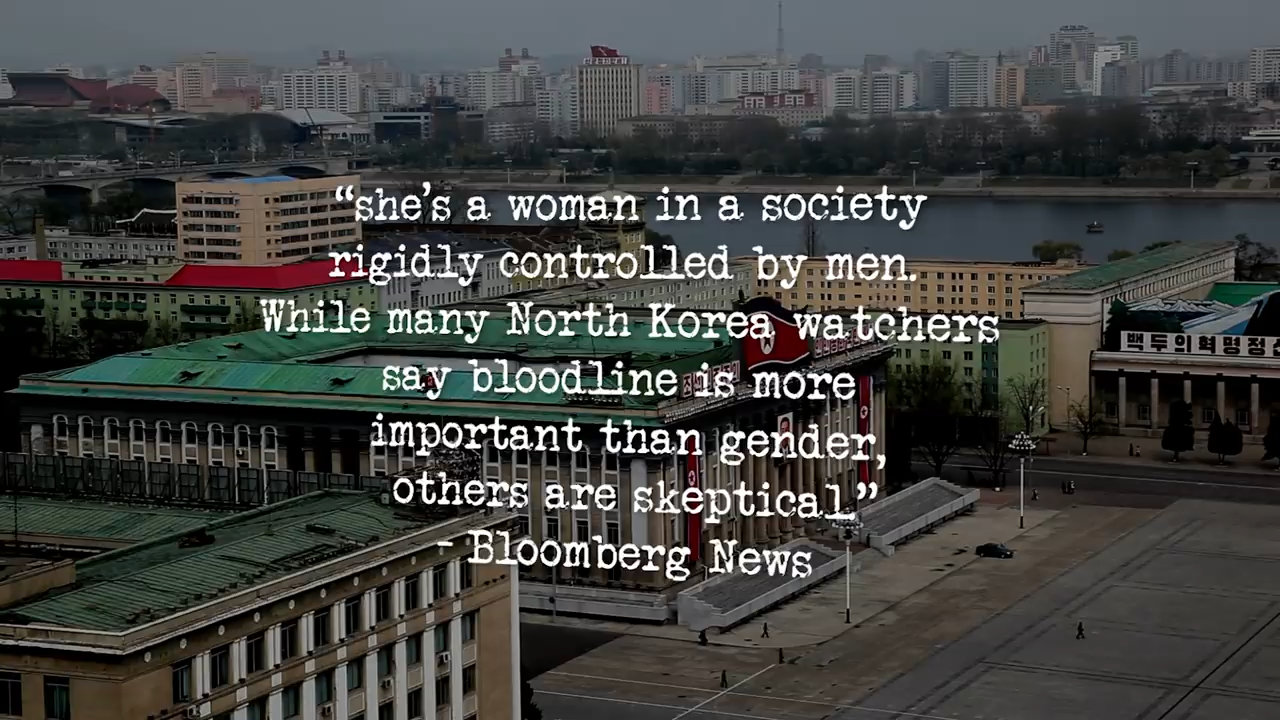 “she’s a woman in a society
rigidly controlled by men.
While many North Korea watchers
say bloodline is more
important than gender,
others are skeptical.”
- Bloomberg News
백두의혁명정신